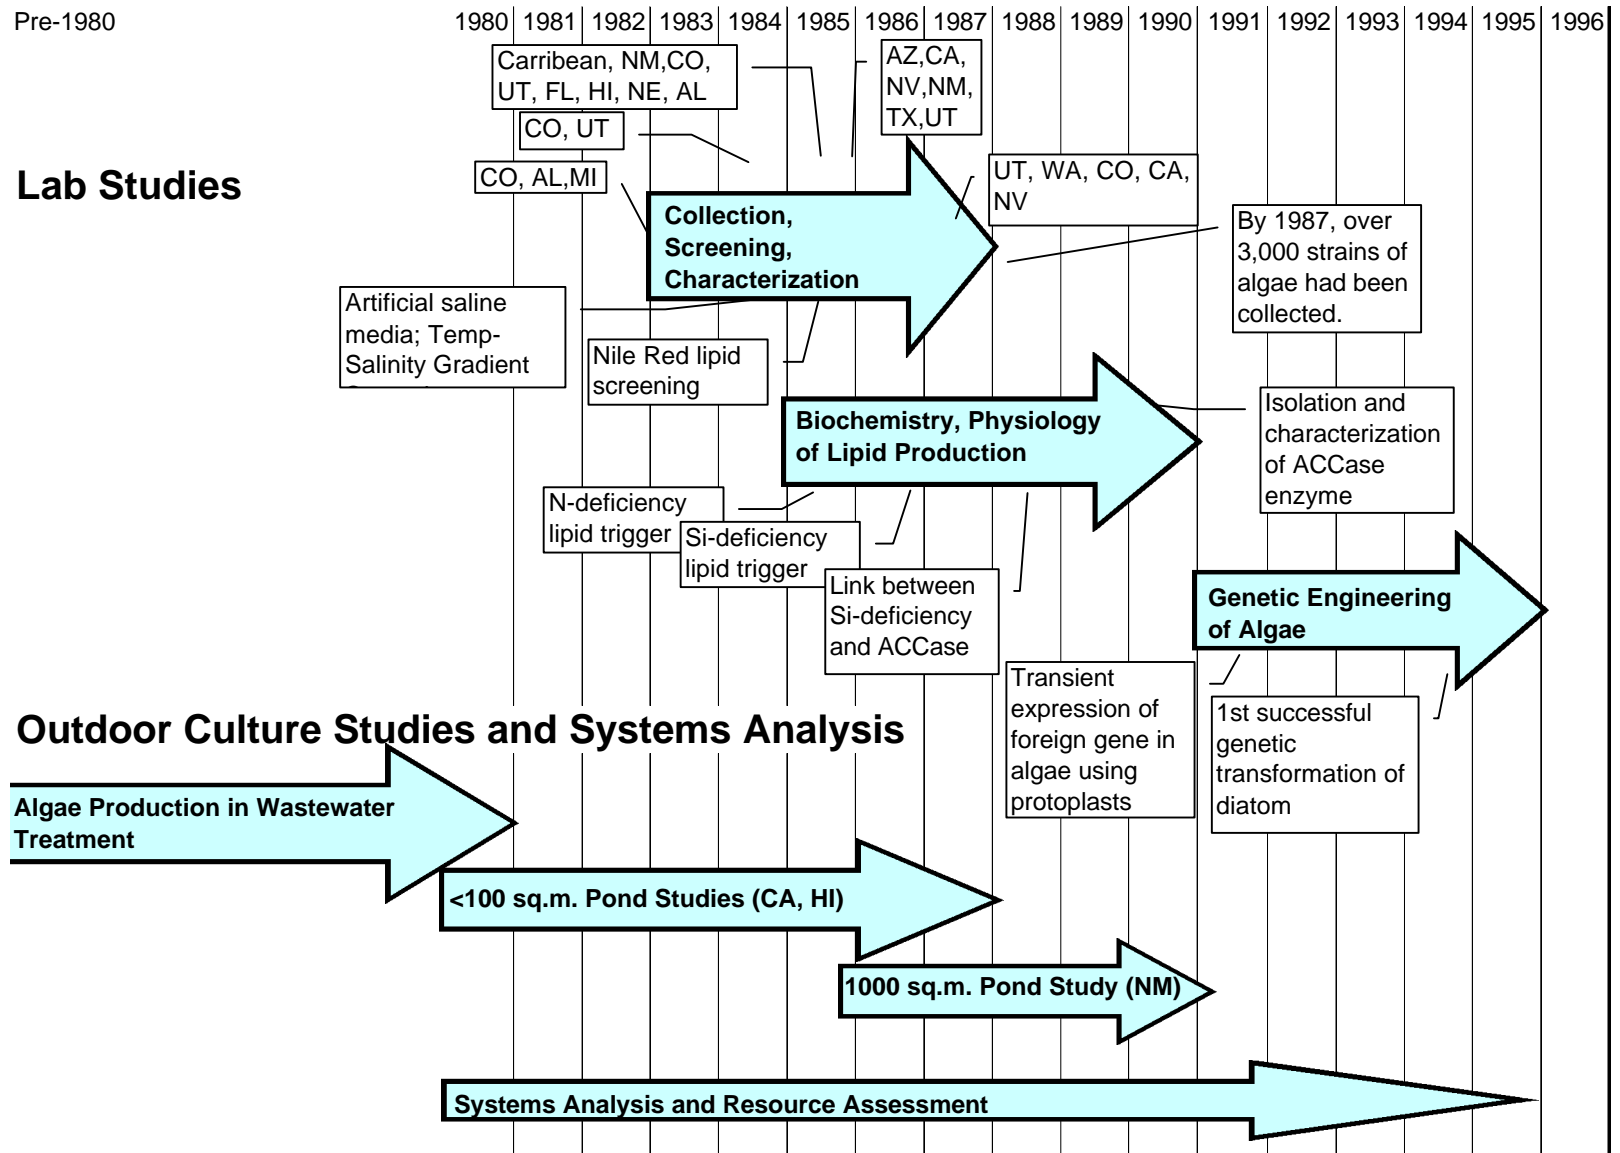 Pre-1980 1980 1981 1982 1983 1984 1985 1986 1987 1988 1989 1990 1991 1992 1993 1994 1995 1996
Carribean, NM,CO,
UT, FL, HI, NE, AL
AZ,CA,
NV,NM,
TX,UT
CO, UT
CO, AL,MI
UT, WA, CO, CA,
NV
Lab Studies
Collection,
Screening,
Characterization
By 1987, over
3,000 strains of
algae had been
collected.
Artificial saline
media; Temp-
Salinity Gradient
Nile Red lipid
screening
Biochemistry, Physiology
of Lipid Production
Isolation and
characterization
of ACCase
enzyme
N-deficiency
lipid trigger
Si-deficiency
lipid trigger
Link between
Si-deficiency
and ACCase
Genetic Engineering
of Algae
Transient
expression of
foreign gene in
algae using
protoplasts
1st successful
genetic
transformation of
diatom
Outdoor Culture Studies and Systems Analysis
Algae Production in Wastewater
Treatment
<100 sq.m. Pond Studies (CA, HI)
1000 sq.m. Pond Study (NM)
Systems Analysis and Resource Assessment